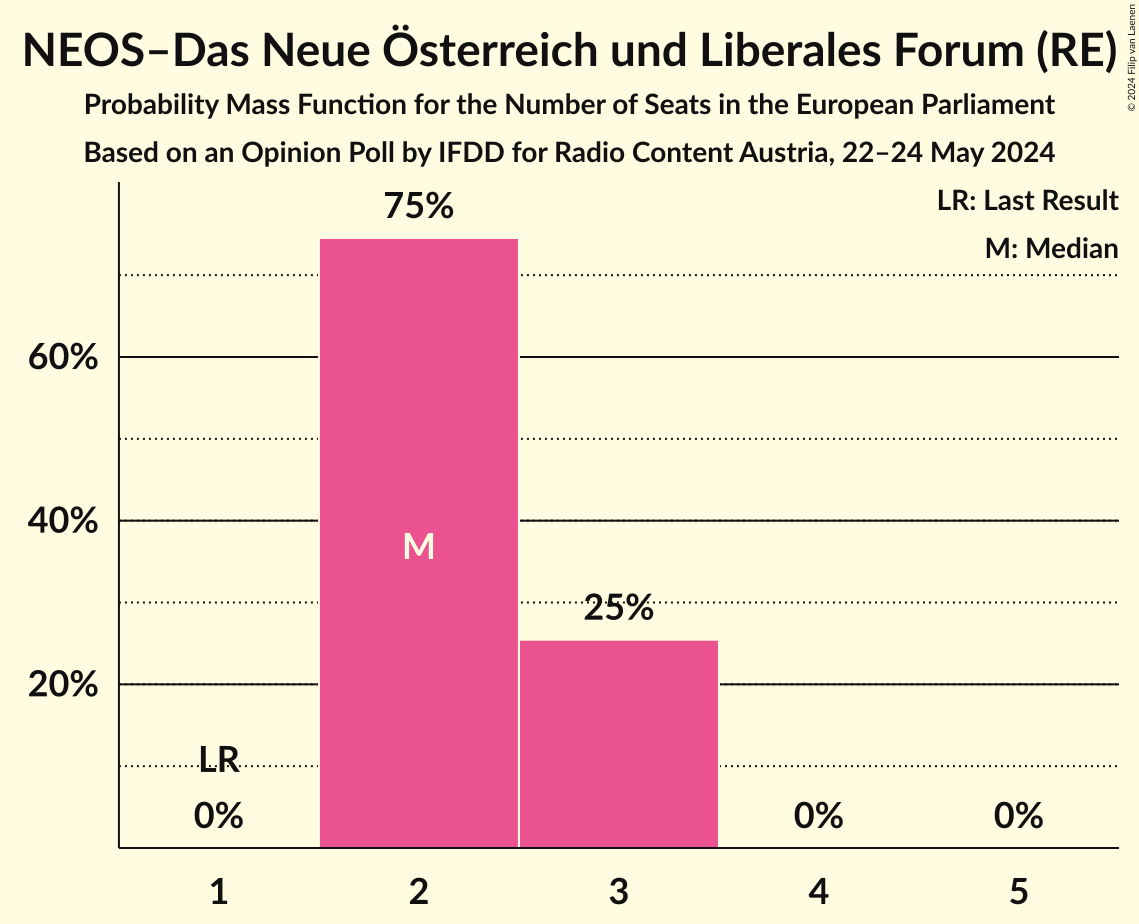 NEOS–Das Neue Österreich und Liberales Forum (RE)
Probability Mass Function for the Number of Seats in the European Parliament
Based on an Opinion Poll by IFDD for Radio Content Austria, 22–24 May 2024
© 2024 Filip van Laenen
LR: Last Result
M: Median
75%
60%
40%
M
25%
20%
LR
0%
0%
0%
1
2
3
4
5